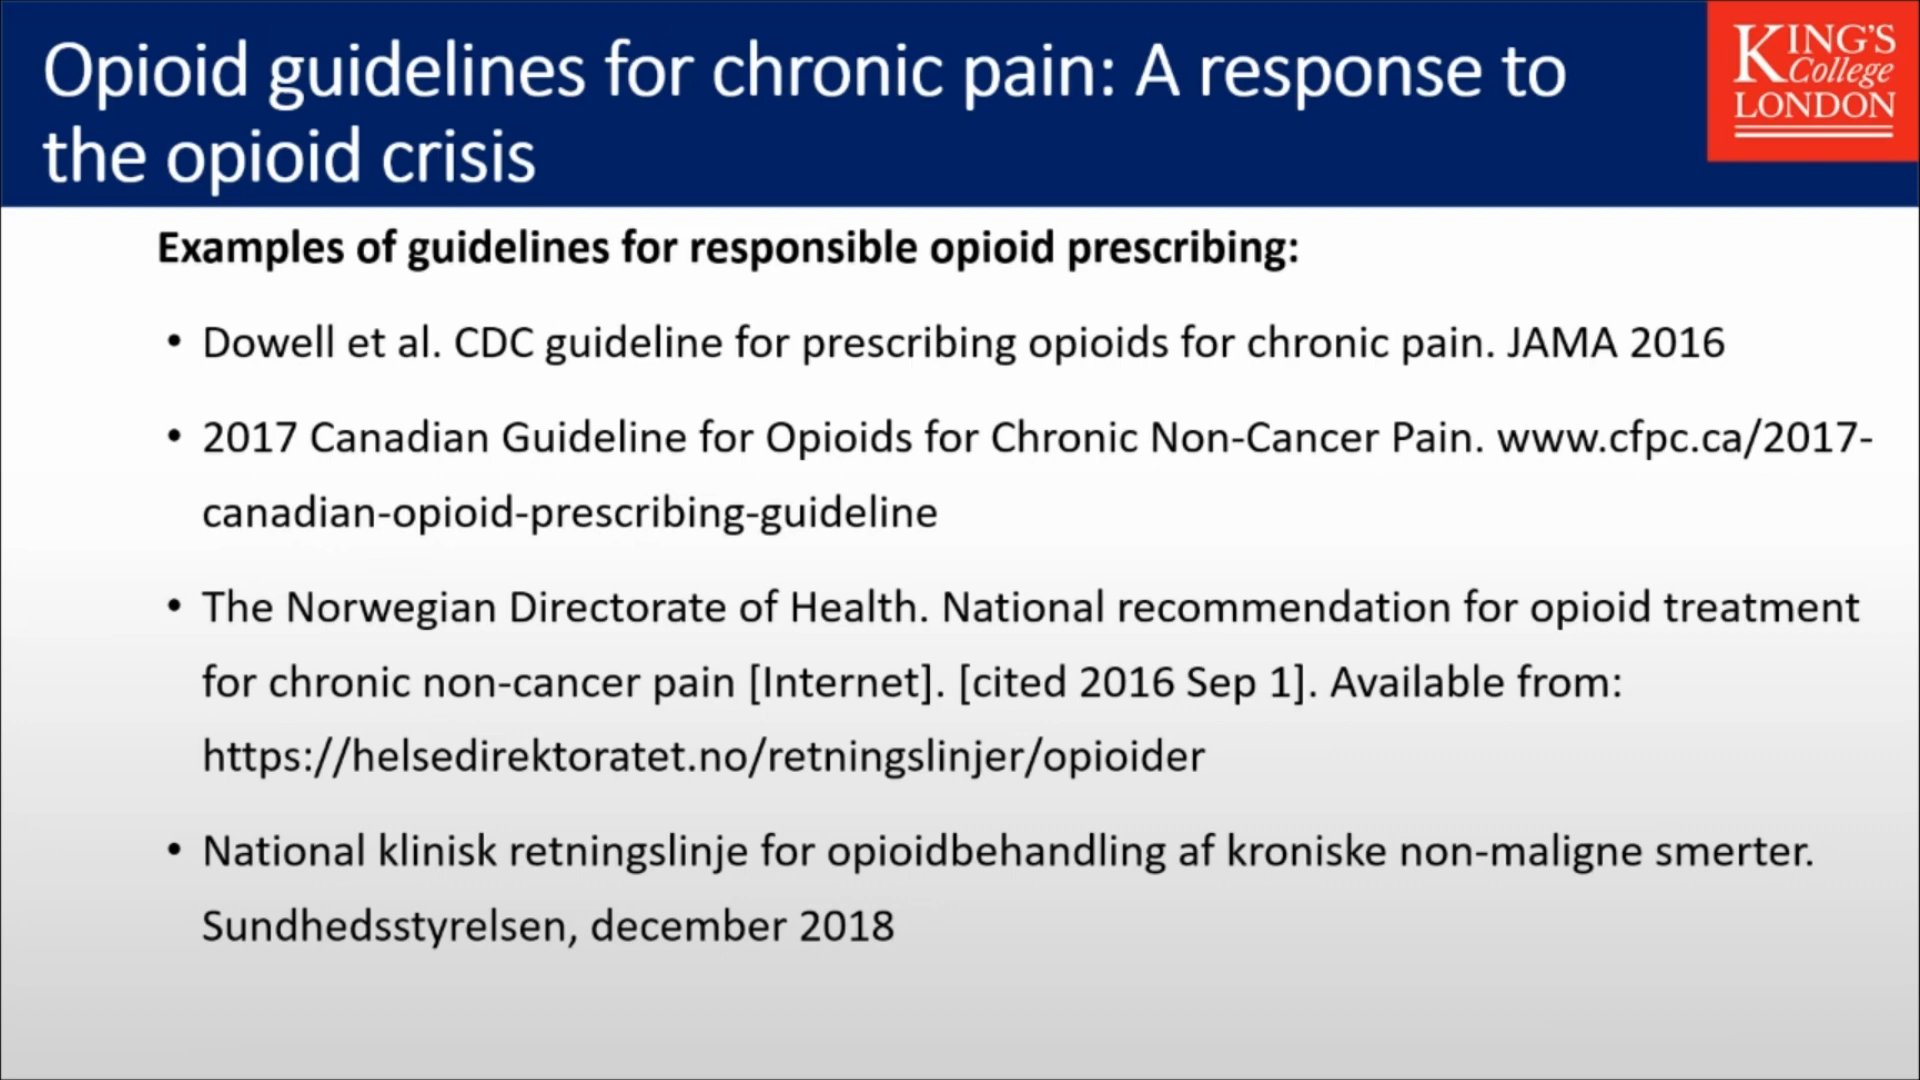 Opioid guidelines for chronic pain: A response to
the opioid crisis
KING'S
College
LONDON
Examples of guidelines for responsible opioid prescribing:
• Dowell et al. CDC guideline for prescribing opioids for chronic pain. JAMA 2016
• 2017 Canadian Guideline for Opioids for Chronic Non-Cancer Pain. www.cfpc.ca/2017-
canadian-opioid-prescribing-guideline
• The Norwegian Directorate of Health. National recommendation for opioid treatment
for chronic non-cancer pain [Internet]. [cited 2016 Sep 1]. Available from:
https://helsedirektoratet.no/retningslinjer/opioider
• National klinisk retningslinje for opioidbehandling af kroniske non-maligne smerter.
Sundhedsstyrelsen, december 2018